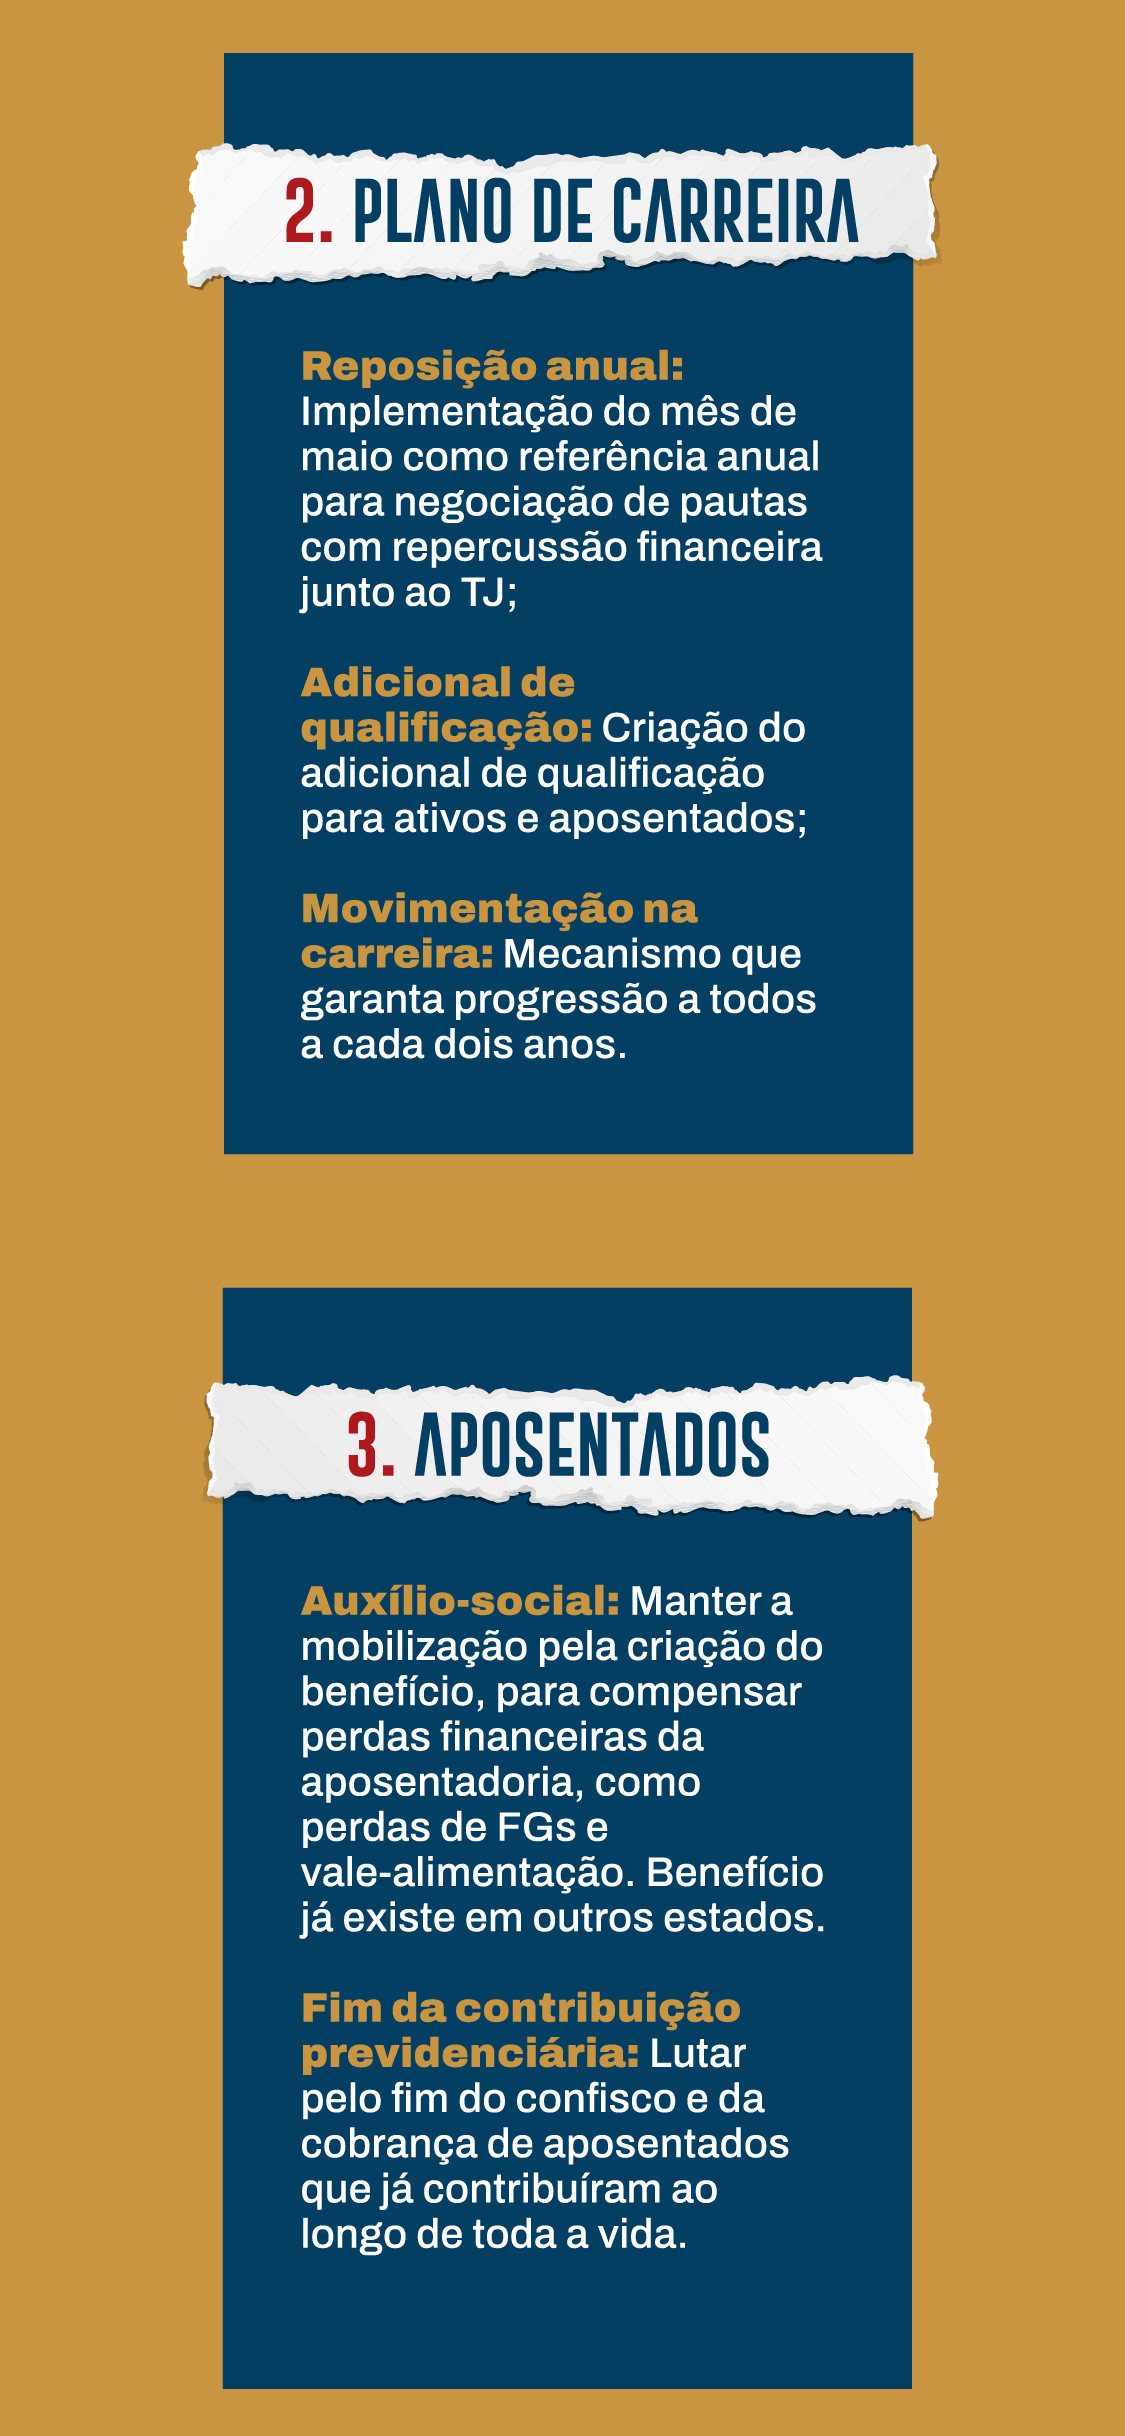 2. PLANO DE CARREIRA
Reposição anual:
Implementação do mês de
maio como referência anual
para negociação de pautas
com repercussão financeira
junto ao TJ;
Adicional de
qualificação: Criação do
adicional de qualificação
para ativos e aposentados;
Movimentação na
carreira: Mecanismo que
garanta progressão a todos
a cada dois anos.
3. APOSENTADOS
Auxílio-social: Manter a
mobilização pela criação do
benefício, para compensar
perdas financeiras da
aposentadoria, como
perdas de FGs e
vale-alimentação. Benefício
já existe em outros estados.
Fim da contribuição
previdenciária: Lutar
pelo fim do confisco e da
cobrança de aposentados
que já contribuíram ao
longo de toda a vida.